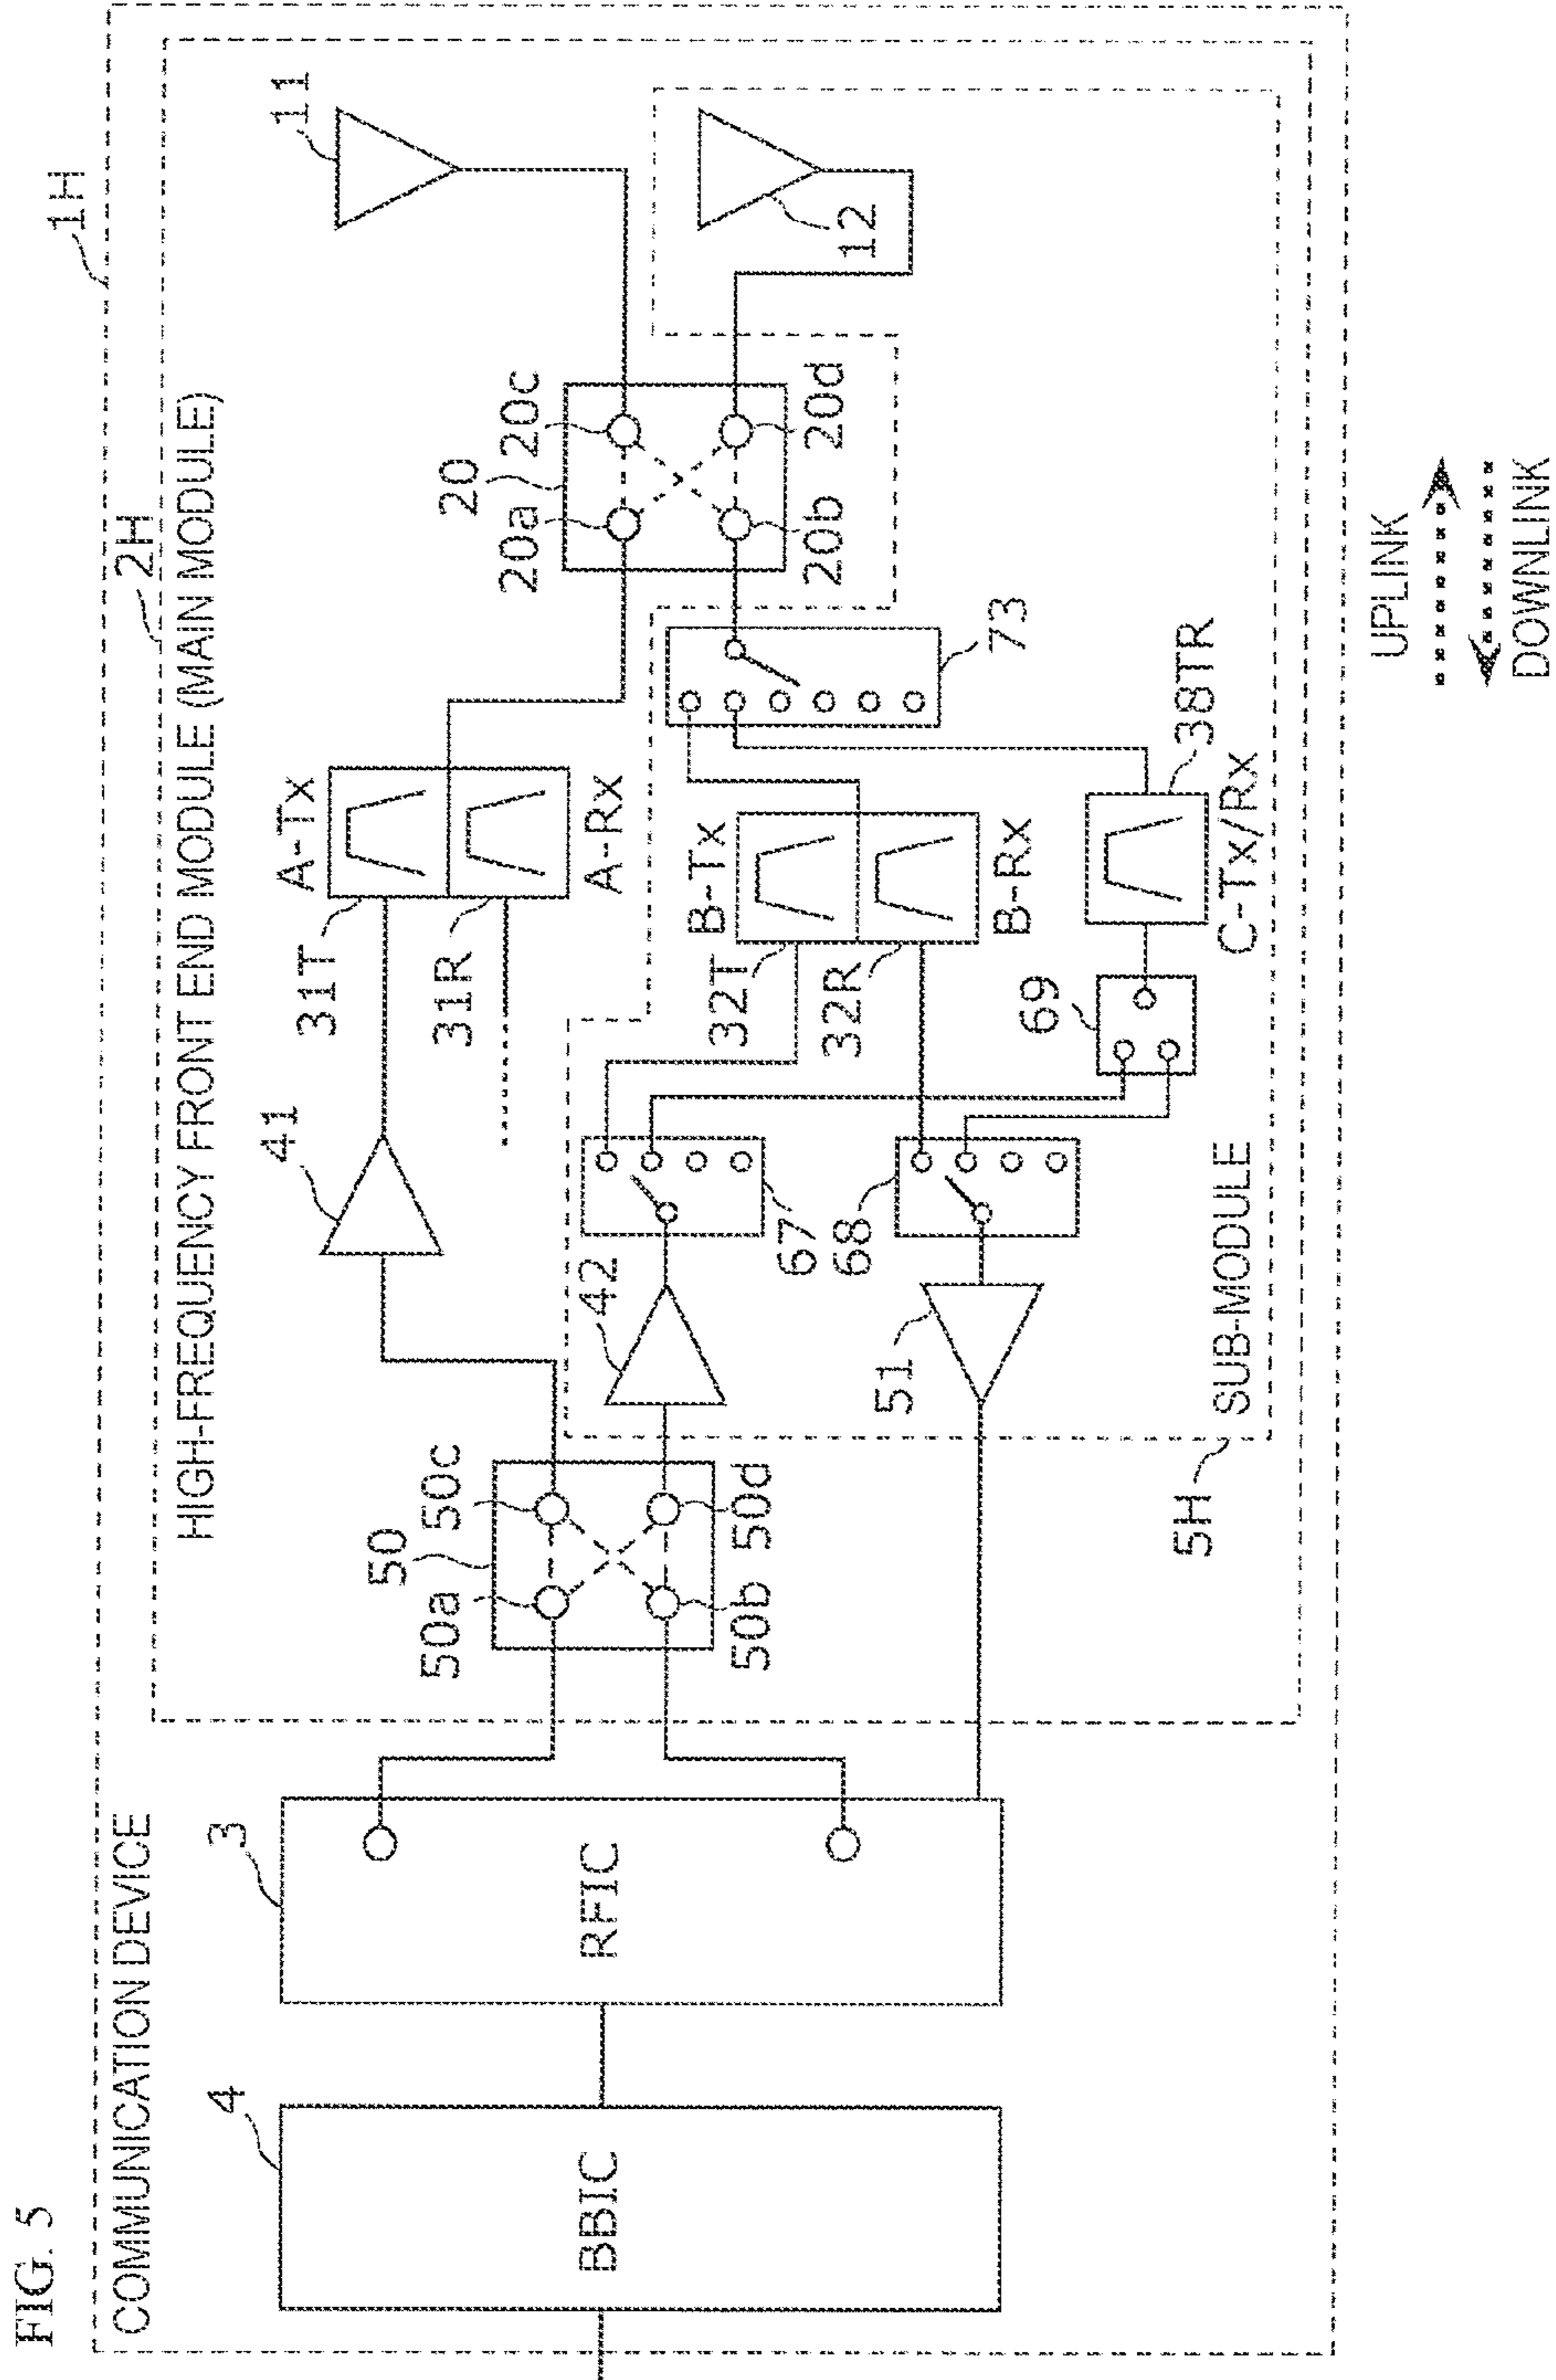 FIG. 5
COMMUNICATION DEVICE
1H
2H
HIGH-FREQUENCY FRONT END MODULE (MAIN MODULE)
4
BBIC
3
RFIC
50
50a
50c
50b
50d
41
31T
A-Tx
31R
A-Rx
20
20a
20c
20b
20d
11
12
42
67
68
51
32T
B-Tx
32R
B-Rx
69
38TR
C-Tx/Rx
73
5H
SUB-MODULE
UPLINK
DOWNLINK